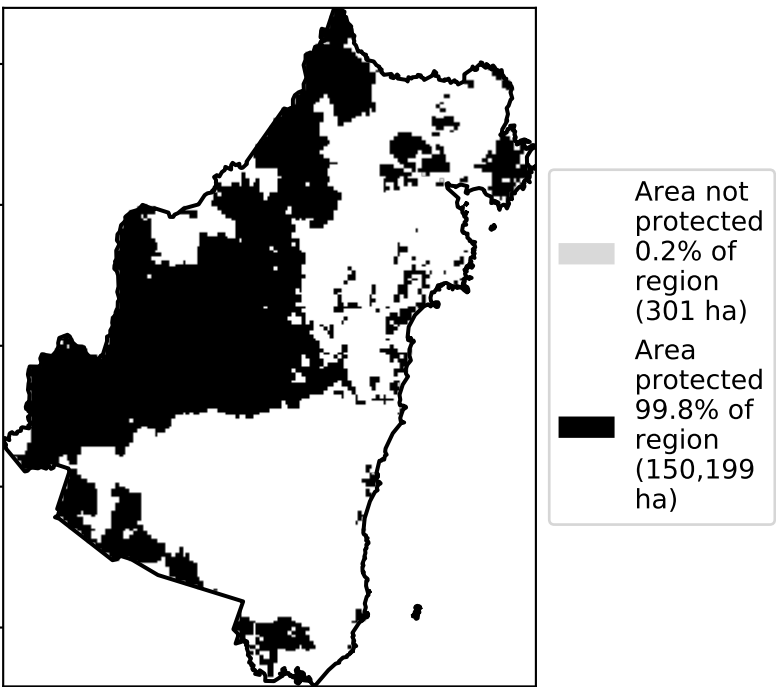 Area not
protected
0.2% of
region
(301 ha)
Area
protected
99.8% of
region
(150,199
ha)